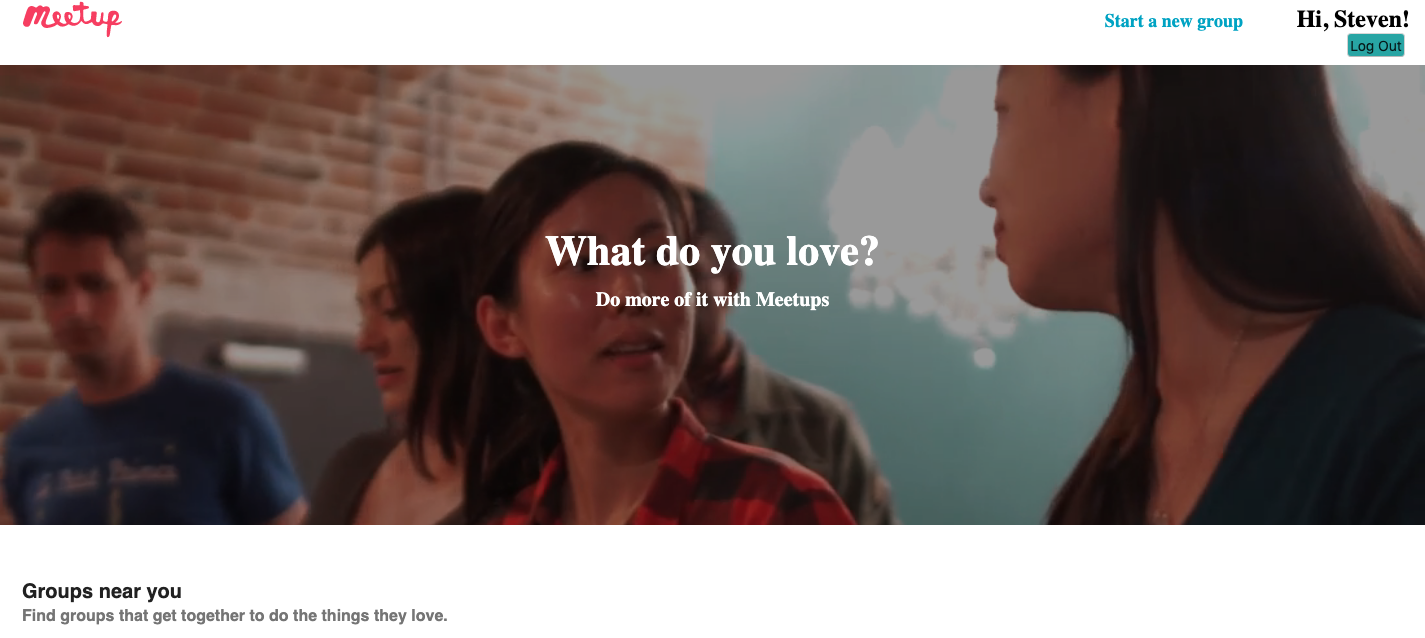 Meetup
Start a new group
Hi, Steven!
Log Out
What do you love?
Do more of it with Meetups
Groups near you
Find groups that get together to do the things they love.